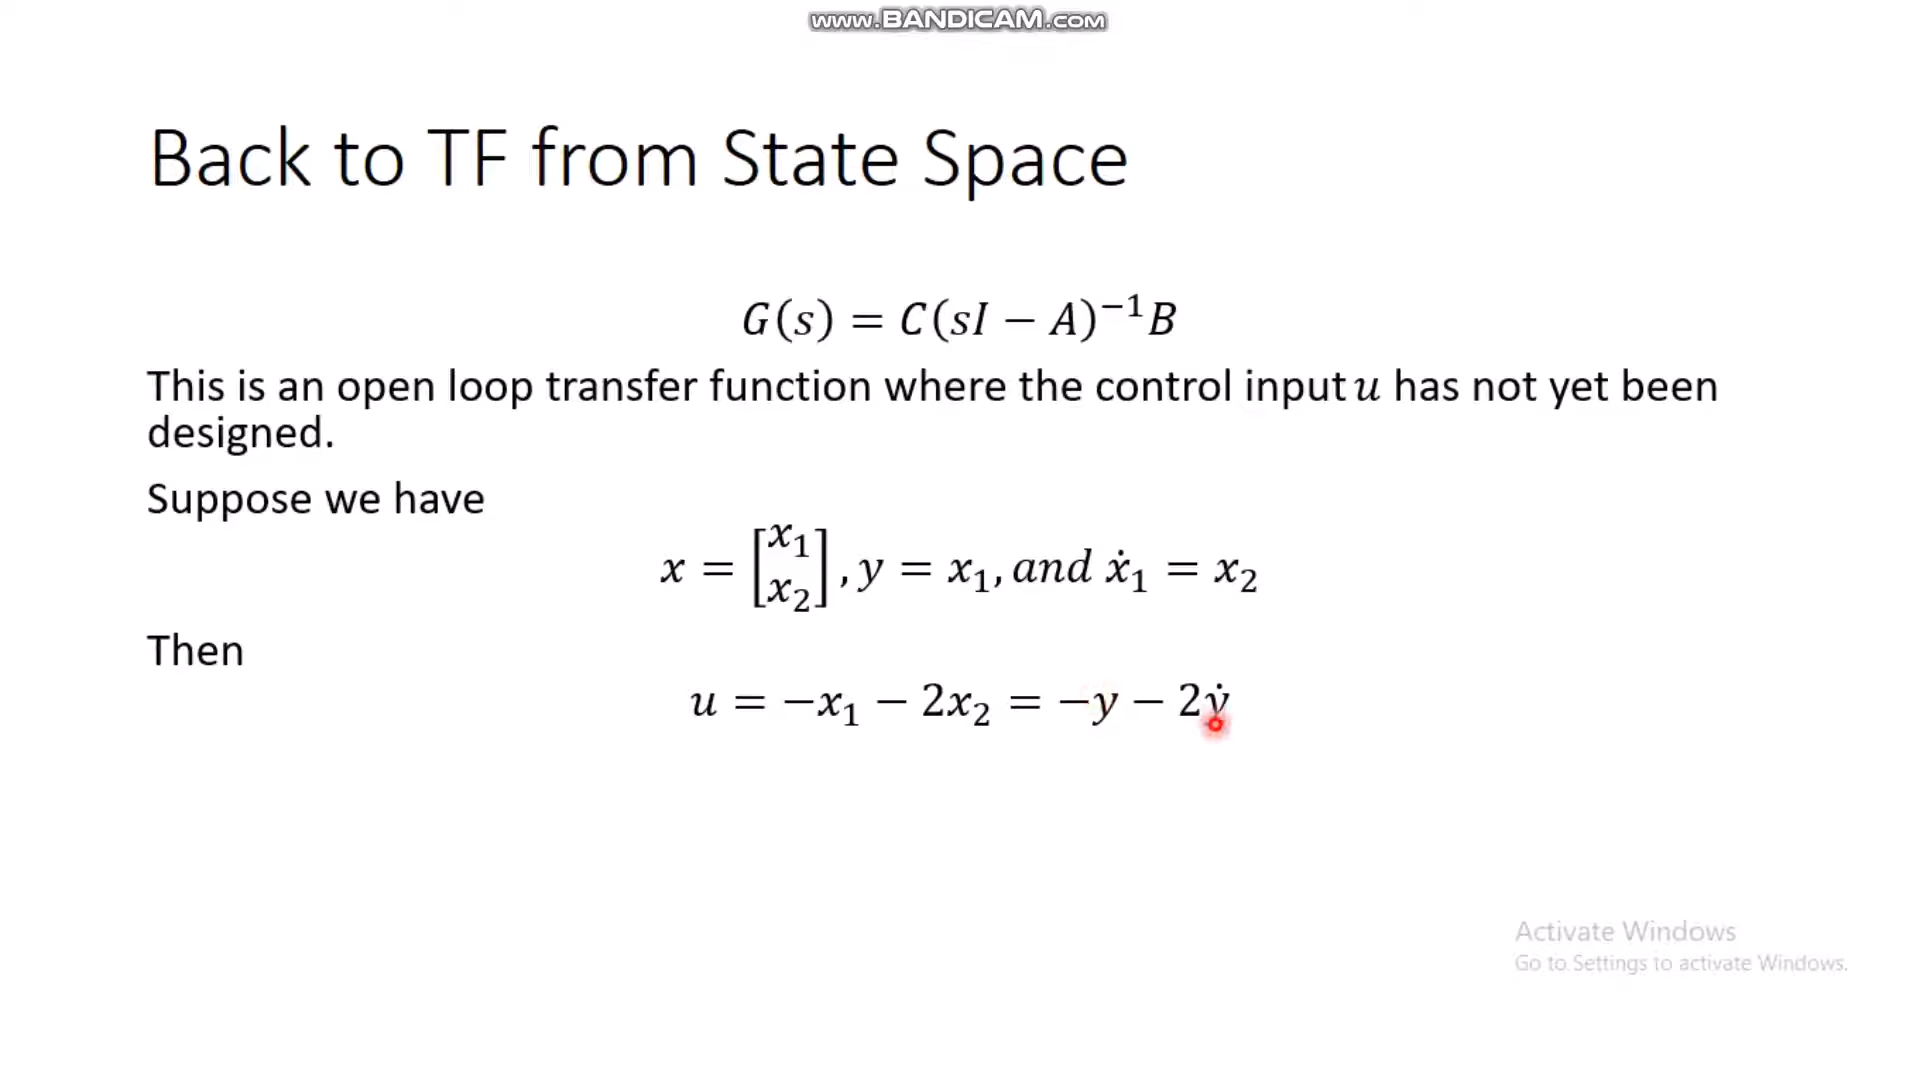 www.BANDICAM.com
Back to TF from State Space
G(s) = C(sI − A)⁻¹B
This is an open loop transfer function where the control input u has not yet been
designed.
Suppose we have
x = [x₁ x₂], y = x₁, and ẋ₁ = x₂
Then
u = −x₁ − 2x₂ = −y − 2ẏ
Activate Windows
Go to Settings to activate Windows.